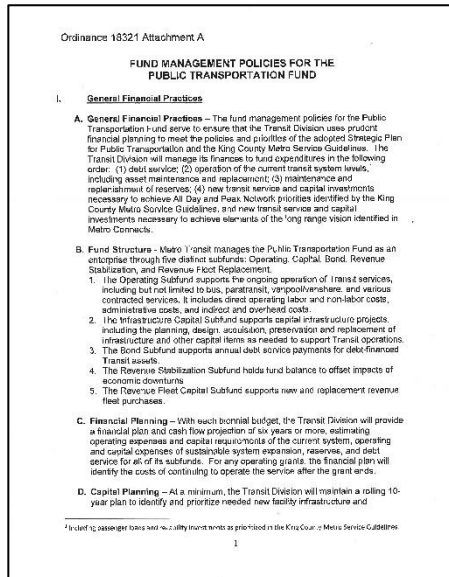 Ordinance 18321 Attachment A
FUND MANAGEMENT POLICIES FOR THE
PUBLIC TRANSPORTATION FUND
I. General Financial Practices
A. General Financial Practices – The fund management policies for the Public
Transportation Fund serve to ensure that the Transit Division uses prudent
financial planning to meet the policies and priorities of the adopted Strategic Plan
for Public Transportation and the King County Metro Service Guidelines. The
Transit Division will manage its finances to fund expenditures in the following
order: (1) debt service; (2) operation of the current transit system levels,
including asset maintenance and replacement; (3) maintenance and
replenishment of reserves; (4) new transit service and capital investments
necessary to achieve All Day and Peak Network priorities identified by the King
County Metro Service Guidelines, and new transit service and capital
investments necessary to achieve elements of the long range vision identified in
Metro Connects.
B. Fund Structure - Metro Transit manages the Public Transportation Fund as an
enterprise through five distinct subfunds: Operating, Capital, Bond, Revenue
Stabilization, and Revenue Fleet Replacement.
1. The Operating Subfund supports the ongoing operation of Transit services,
including but not limited to bus, paratransit, vanpool/vanshare, and various
contracted services. It includes direct operating labor and non-labor costs,
administrative costs, and indirect and overhead costs.
2. The Infrastructure Capital Subfund supports capital infrastructure projects,
including the planning, design, acquisition, preservation and replacement of
infrastructure and other capital items as needed to support Transit operations.
3. The Bond Subfund supports annual debt service payments for debt-financed
Transit assets.
4. The Revenue Stabilization Subfund holds fund balance to offset impacts of
economic downturns
5. The Revenue Fleet Capital Subfund supports new and replacement revenue
fleet purchases.
C. Financial Planning – With each biennial budget, the Transit Division will provide
a financial plan and cash flow projection of six years or more, estimating
operating expenses and capital requirements of the current system, operating
and capital expenses of sustainable system expansion, reserves, and debt
service for all of its subfunds. For any operating grants, the financial plan will
identify the costs of continuing to operate the service after the grant ends.
D. Capital Planning – At a minimum, the Transit Division will maintain a rolling 10-
year plan to identify and prioritize needed new facility infrastructure and
Including passenger loads and reliability investments as prioritized in the King County Metro Service Guidelines
1